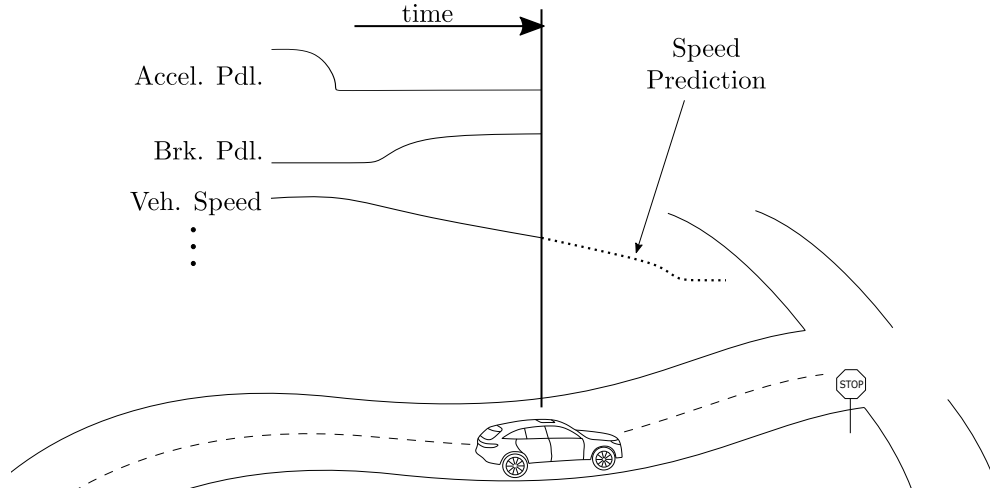 time
Speed
Prediction
Accel. Pdl.
Brk. Pdl.
Veh. Speed
STOP